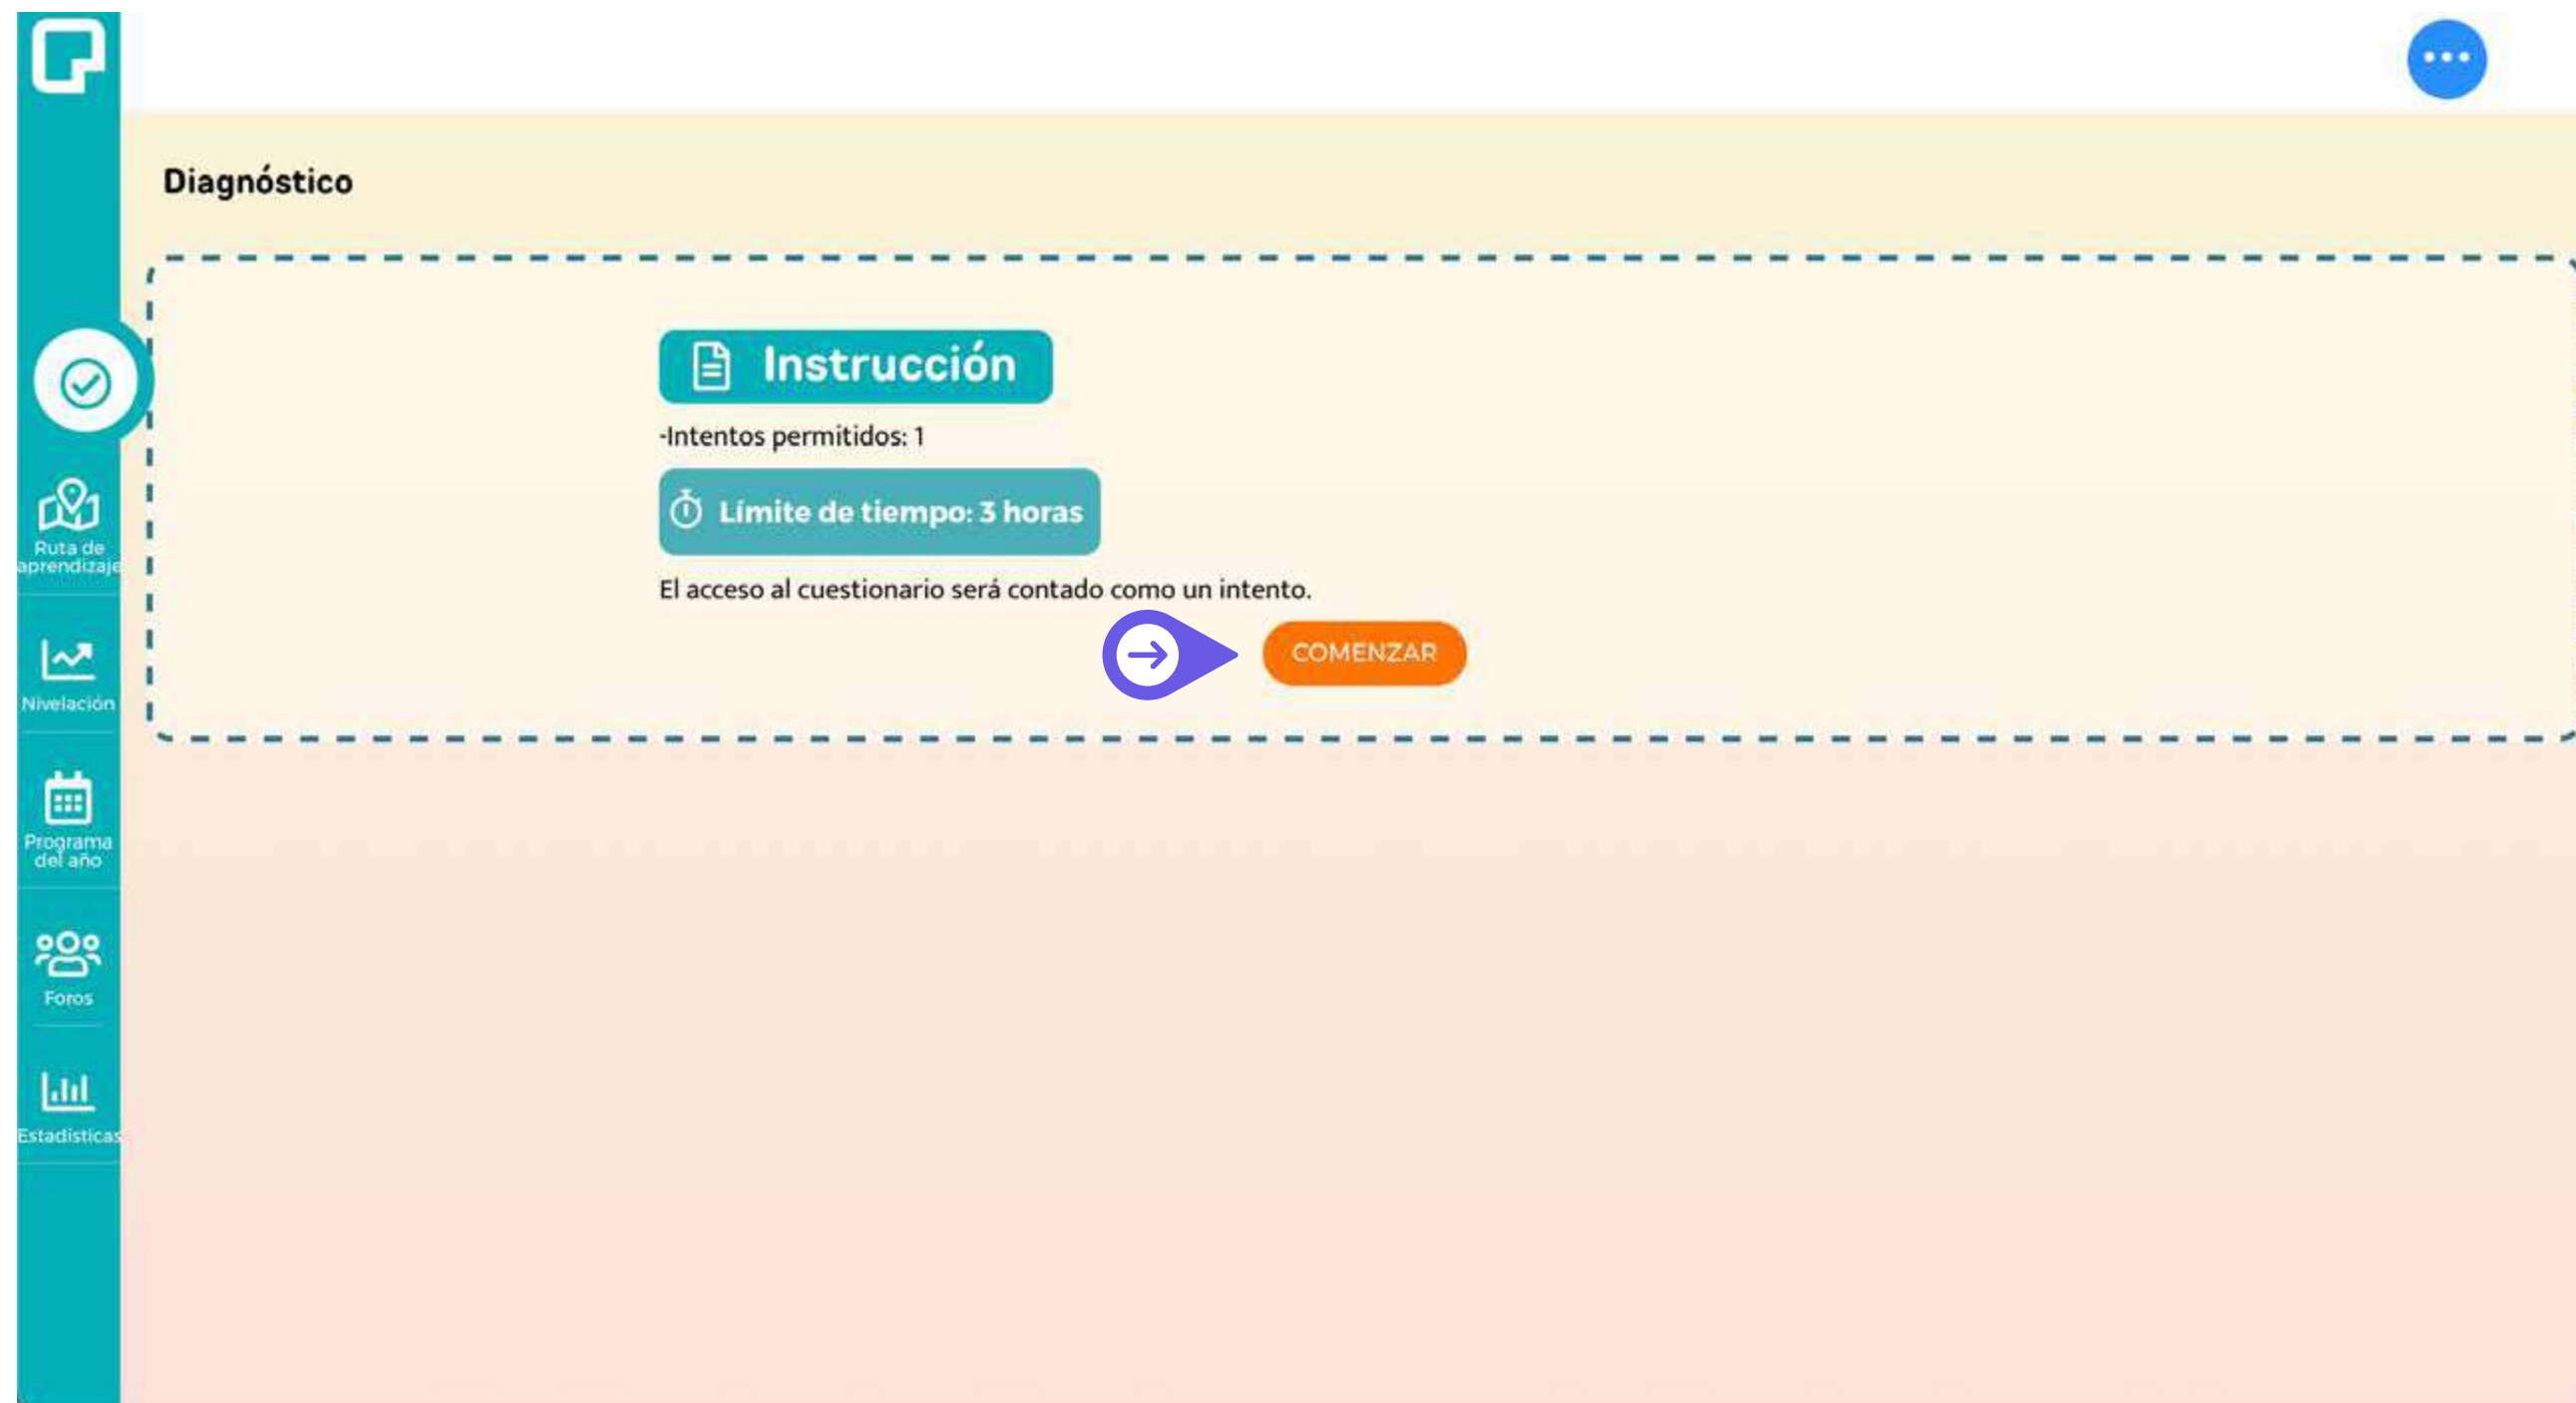 Diagnóstico
Instrucción
-Intentos permitidos: 1
Límite de tiempo: 3 horas
El acceso al cuestionario será contado como un intento.
COMENZAR
Ruta de
aprendizaje
Nivelación
Programa
del año
Foros
Estadísticas